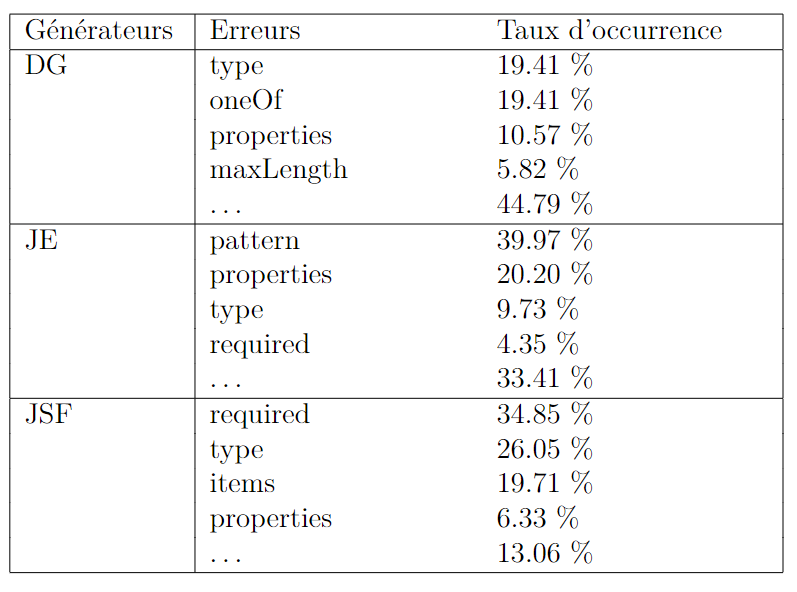 Générateurs Erreurs Taux d'occurrence
DG type 19.41 %
oneOf 19.41 %
properties 10.57 %
maxLength 5.82 %
... 44.79 %
JE pattern 39.97 %
properties 20.20 %
type 9.73 %
required 4.35 %
... 33.41 %
JSF required 34.85 %
type 26.05 %
items 19.71 %
properties 6.33 %
... 13.06 %